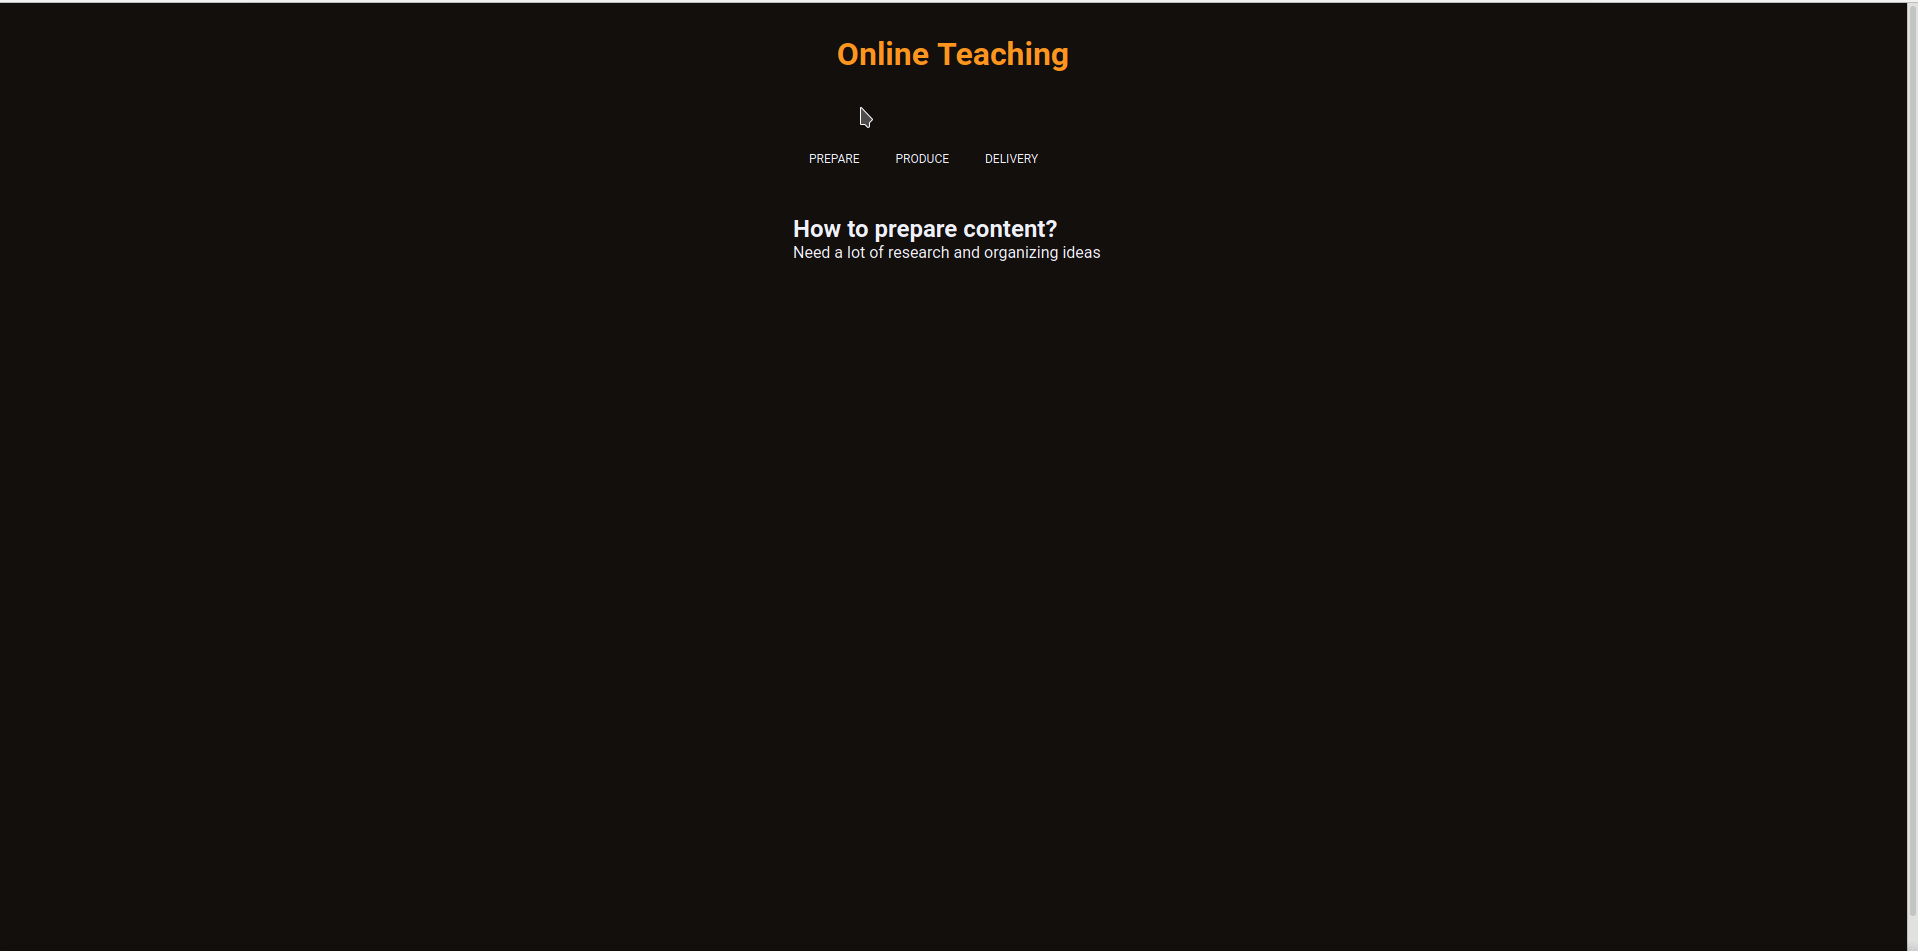 Online Teaching
PREPARE PRODUCE DELIVERY
How to prepare content?
Need a lot of research and organizing ideas